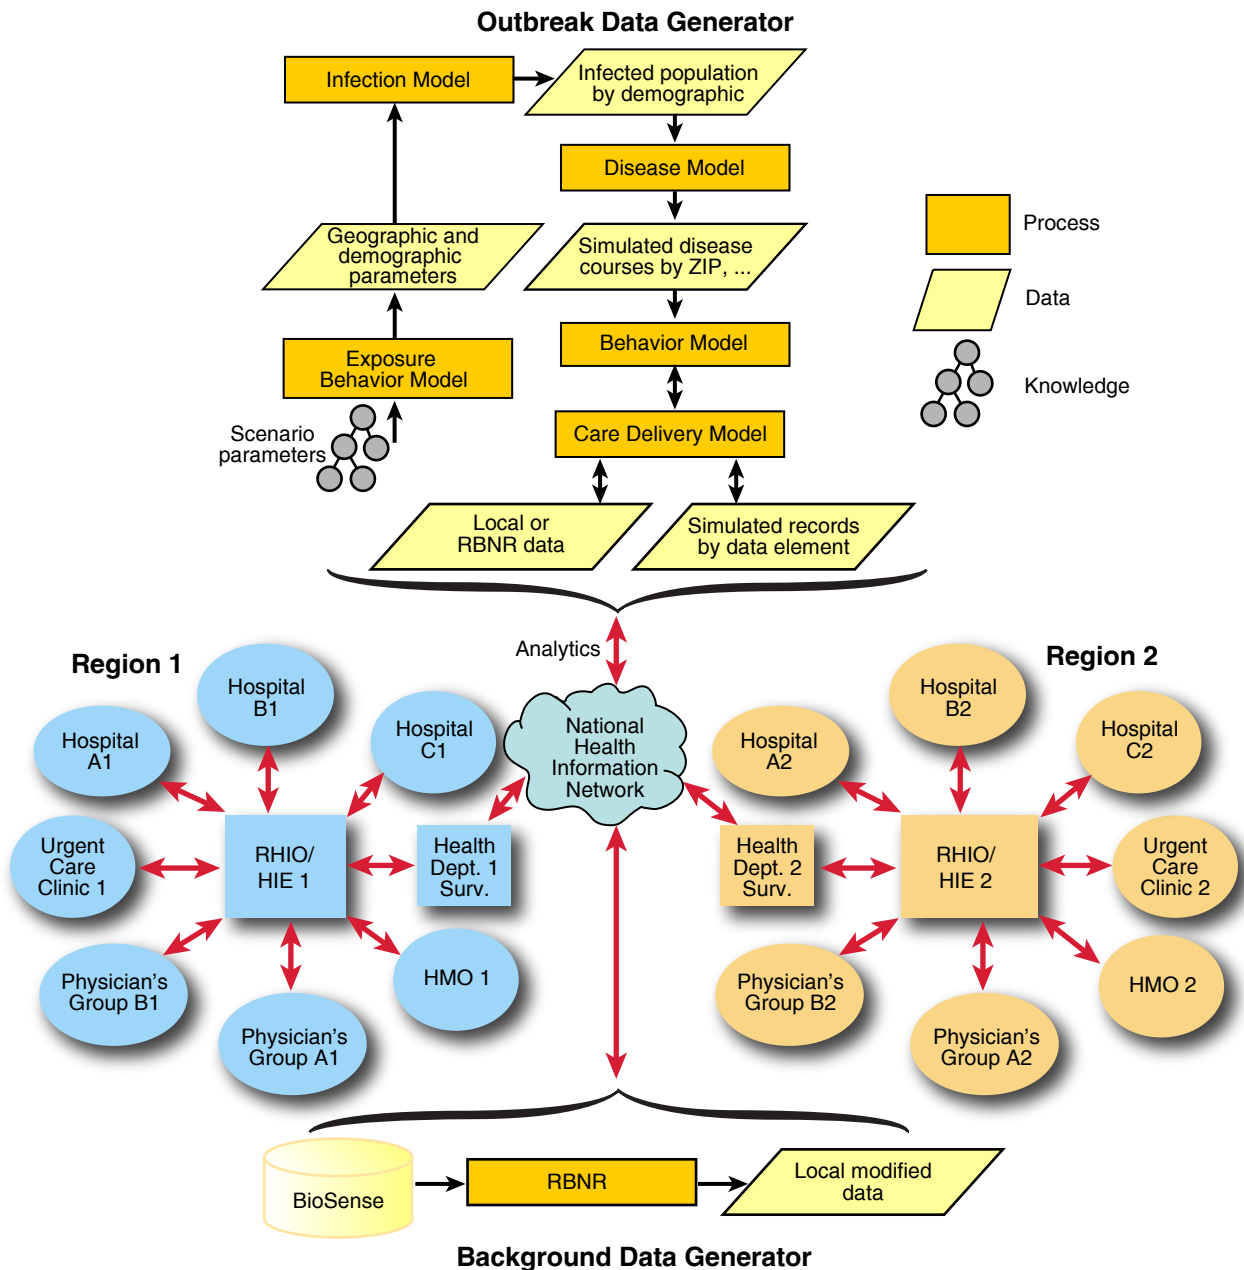 Outbreak Data Generator
Infection Model
Infected population
by demographic
Disease Model
Geographic and
demographic
parameters
Simulated disease
courses by ZIP, ...
Exposure
Behavior Model
Behavior Model
Scenario
parameters
Care Delivery Model
Local or
RBNR data
Simulated records
by data element
Process
Data
Knowledge
Analytics
Region 1
Hospital
B1
Hospital
A1
Hospital
C1
Urgent
Care
Clinic 1
RHIO/
HIE 1
Health
Dept. 1
Surv.
Physician's
Group B1
Physician's
Group A1
HMO 1
National
Health
Information
Network
Region 2
Hospital
B2
Hospital
A2
Hospital
C2
Health
Dept. 2
Surv.
RHIO/
HIE 2
Urgent
Care
Clinic 2
Physician's
Group B2
Physician's
Group A2
HMO 2
BioSense
RBNR
Local modified
data
Background Data Generator